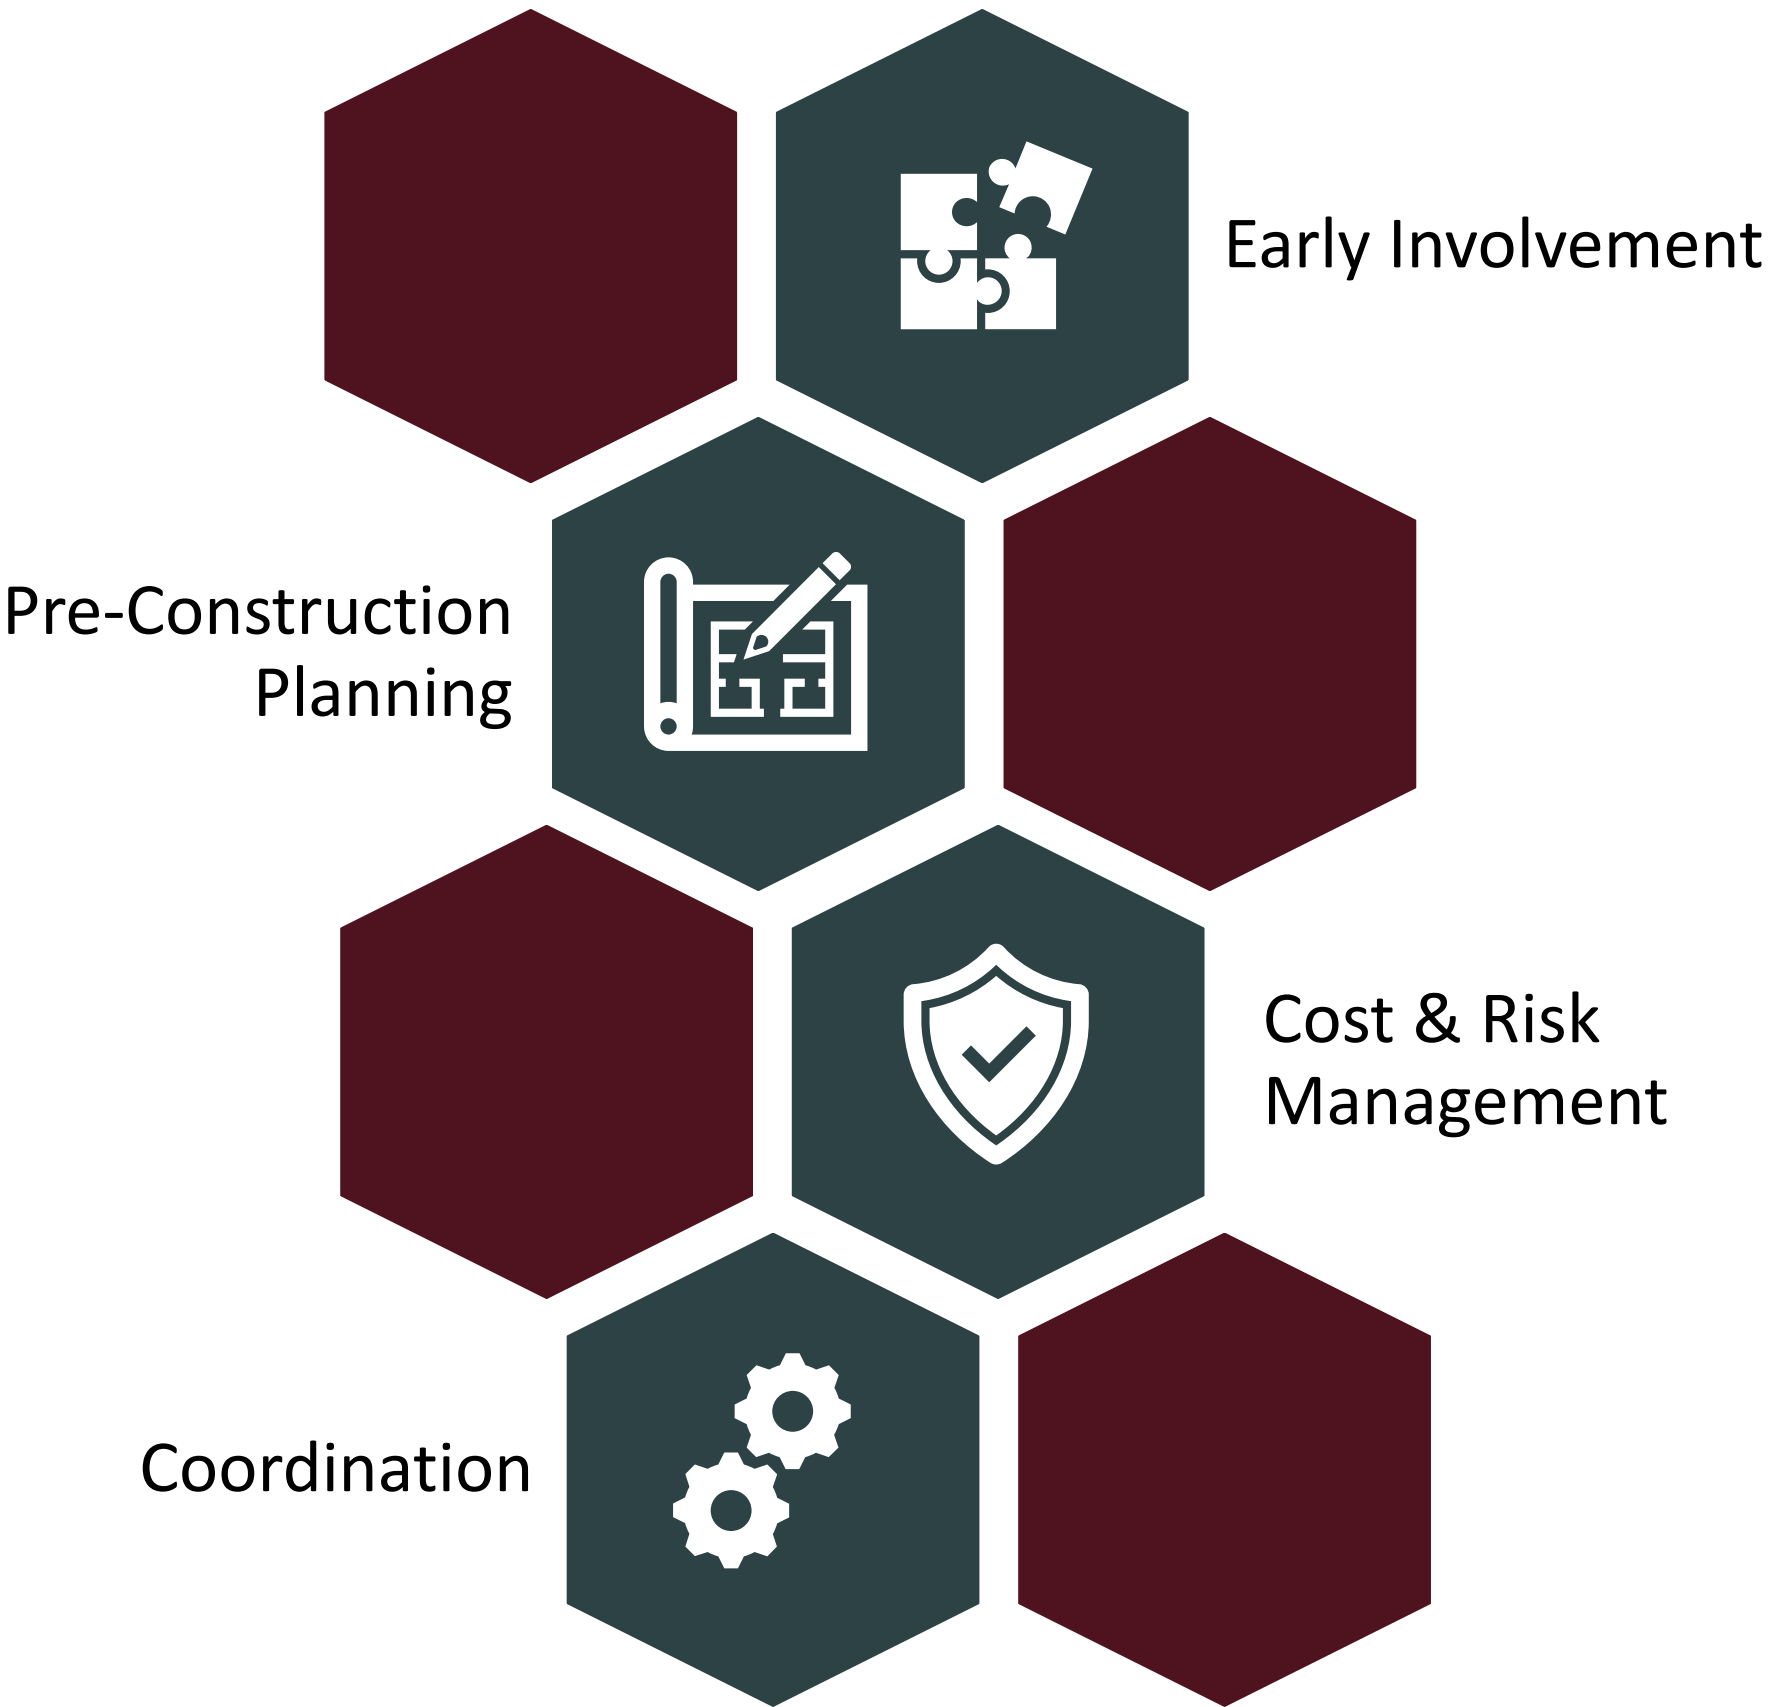 Early Involvement
Pre-Construction
Planning
Cost & Risk
Management
Coordination